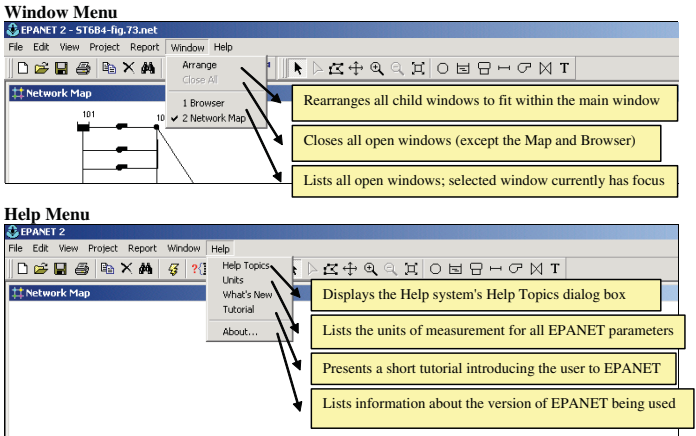 Window Menu
EPANET 2 - ST6B4-fig.73.net
File Edit View Project Report Window Help
Arrange
Close All
1 Browser
✓ 2 Network Map
T
Network Map
101
10
Rearranges all child windows to fit within the main window
Closes all open windows (except the Map and Browser)
Lists all open windows; selected window currently has focus
Help Menu
EPANET 2
File Edit View Project Report Window Help
Help Topics
Units
What's New
Tutorial
About...
T
Network Map
Displays the Help system's Help Topics dialog box
Lists the units of measurement for all EPANET parameters
Presents a short tutorial introducing the user to EPANET
Lists information about the version of EPANET being used